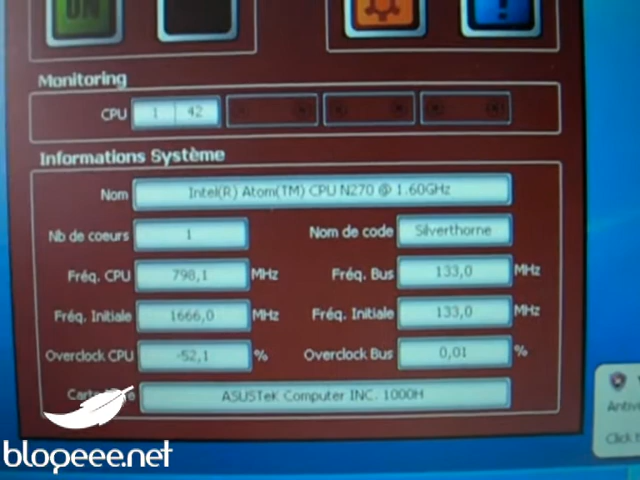 ON
Monitoring
CPU 1 42
Informations Système
Nom Intel(R) Atom(TM) CPU N270 @ 1.60GHz
Nb de coeurs 1 Nom de code Silverthorne
Fréq. CPU 798,1 MHz Fréq. Bus 133,0 MHz
Fréq. Initiale 1666,0 MHz Fréq. Initiale 133,0 MHz
Overclock CPU -52,1 % Overclock Bus 0,01 %
ASUSTeK Computer INC. 1000H
Click
blogeee.net